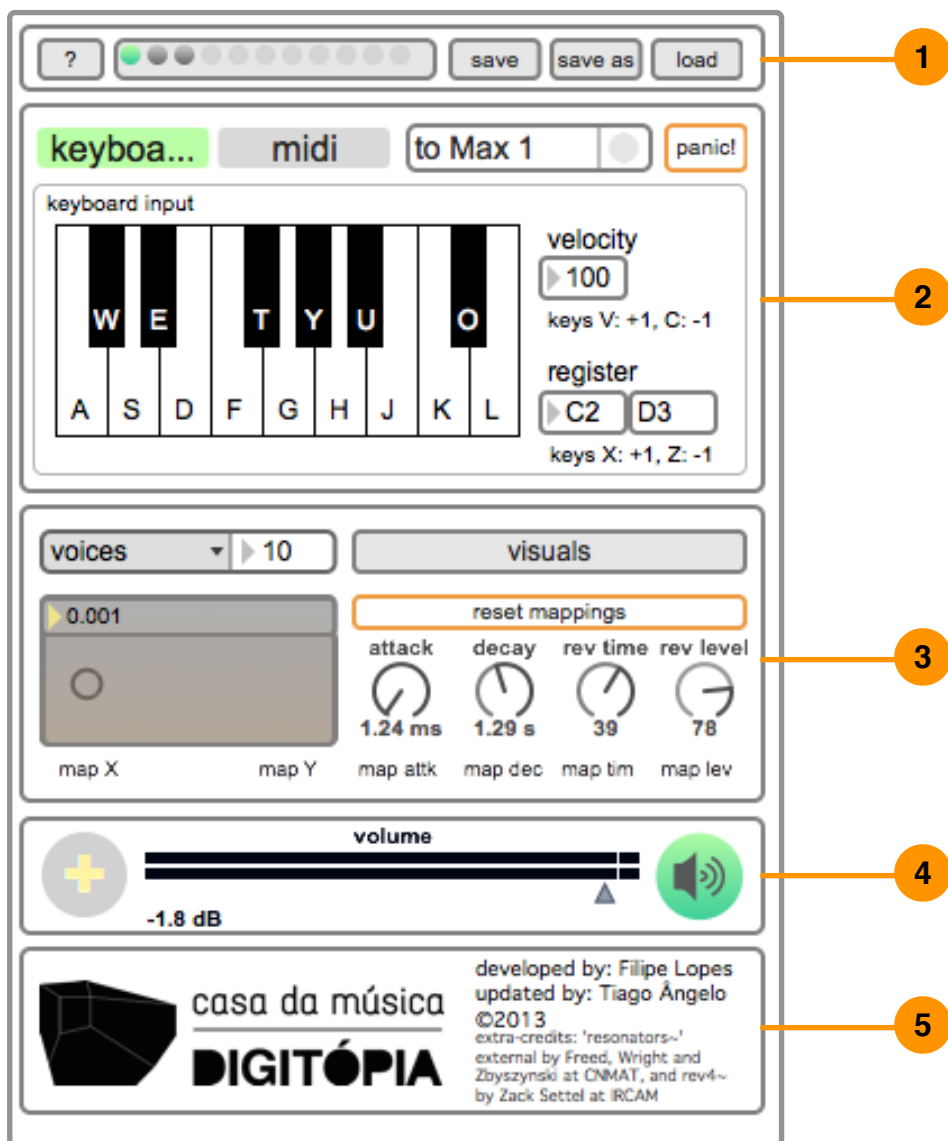 ? save save as load 1
keyboa... midi to Max 1 panic!
keyboard input
velocity
100
keys V: +1, C: -1
2
W E T Y U O
register
A S D F G H J K L
C2 D3
keys X: +1, Z: -1
voices 10 visuals
0.001
reset mappings
attack decay rev time rev level
3
1.24 ms 1.29 s 39 78
map X map Y map attk map dec map tim map lev
volume
4
-1.8 dB
casa da música
DIGITÓPIA
developed by: Filipe Lopes
updated by: Tiago Ângelo
©2013
extra-credits: 'resonators~'
external by Freed, Wright and
Zbyszynski at CNMAT, and rev4~
by Zack Settel at IRCAM
5